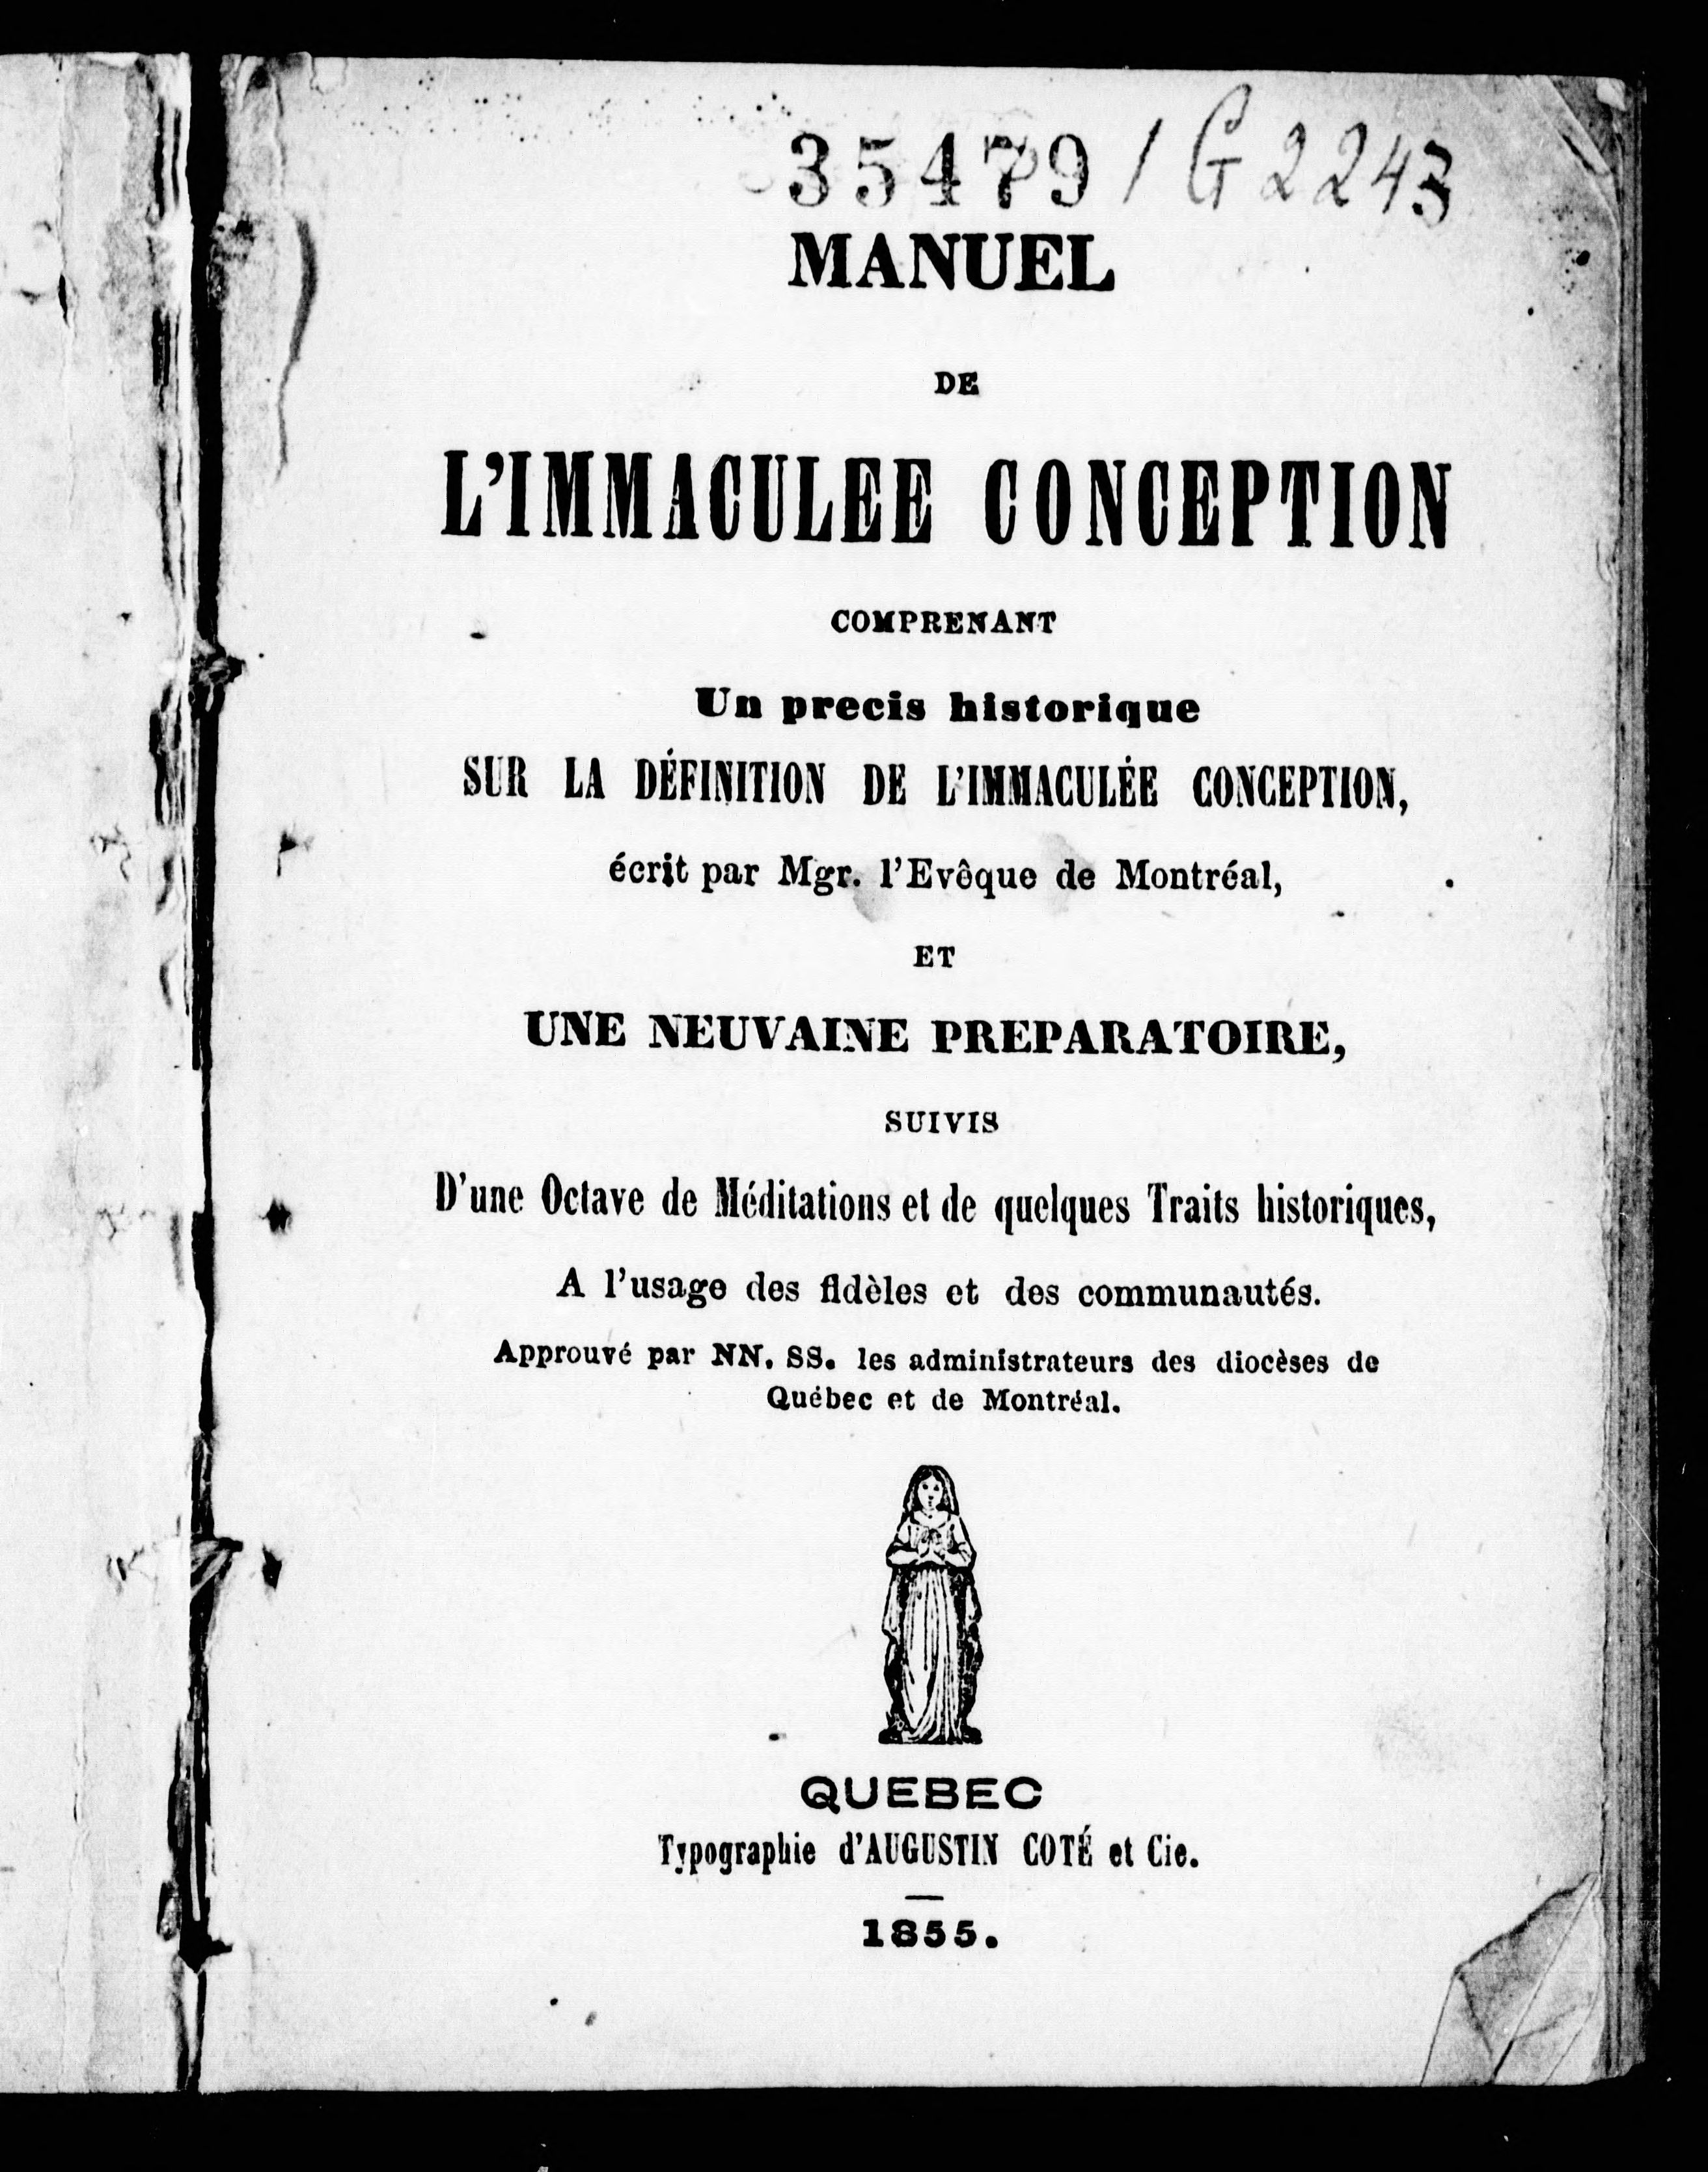 35479 / G 2243
MANUEL
DE
L'IMMACULEE CONCEPTION
COMPRENANT
Un precis historique
SUR LA DÉFINITION DE L'IMMACULÉE CONCEPTION,
écrit par Mgr. l'Evêque de Montréal,
ET
UNE NEUVAINE PREPARATOIRE,
SUIVIS
D'une Octave de Méditations et de quelques Traits historiques,
A l'usage des fidèles et des communautés.
Approuvé par NN. SS. les administrateurs des diocèses de
Québec et de Montréal.
QUEBEC
Typographie d'AUGUSTIN COTÉ et Cie.
1855.